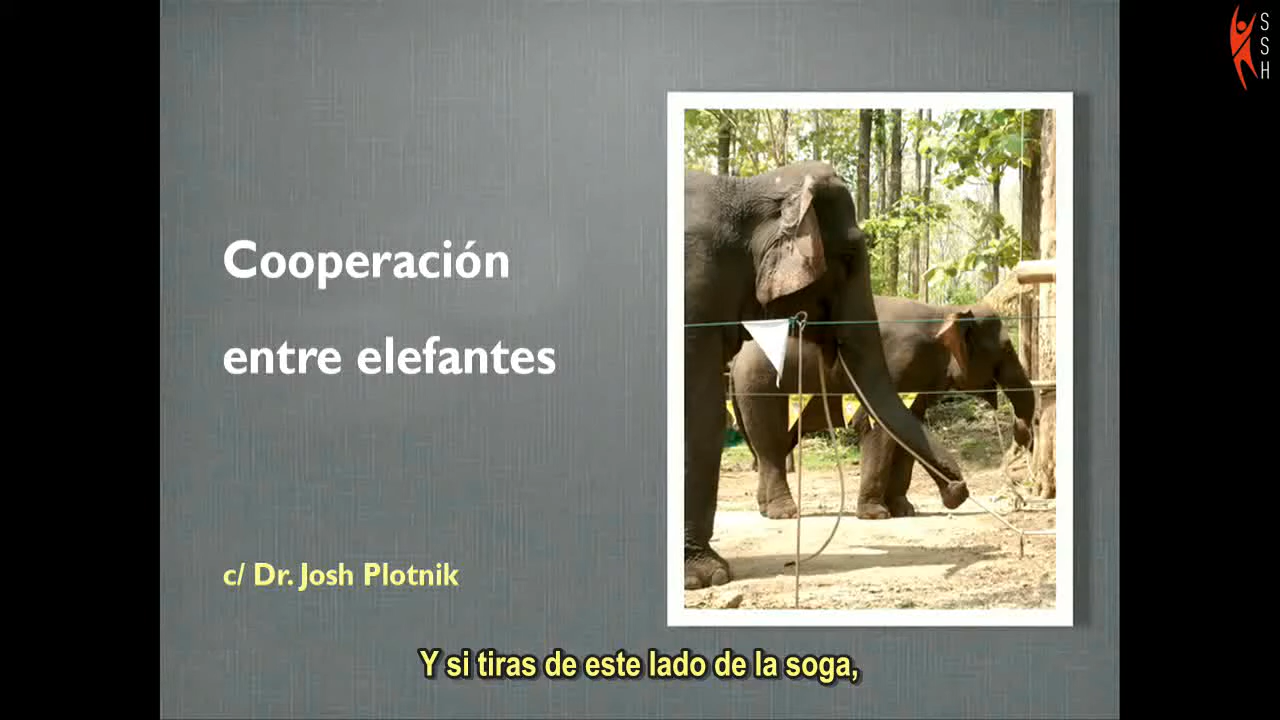 S
S
H
Cooperación
entre elefantes
c/ Dr. Josh Plotnik
Y si tiras de este lado de la soga,